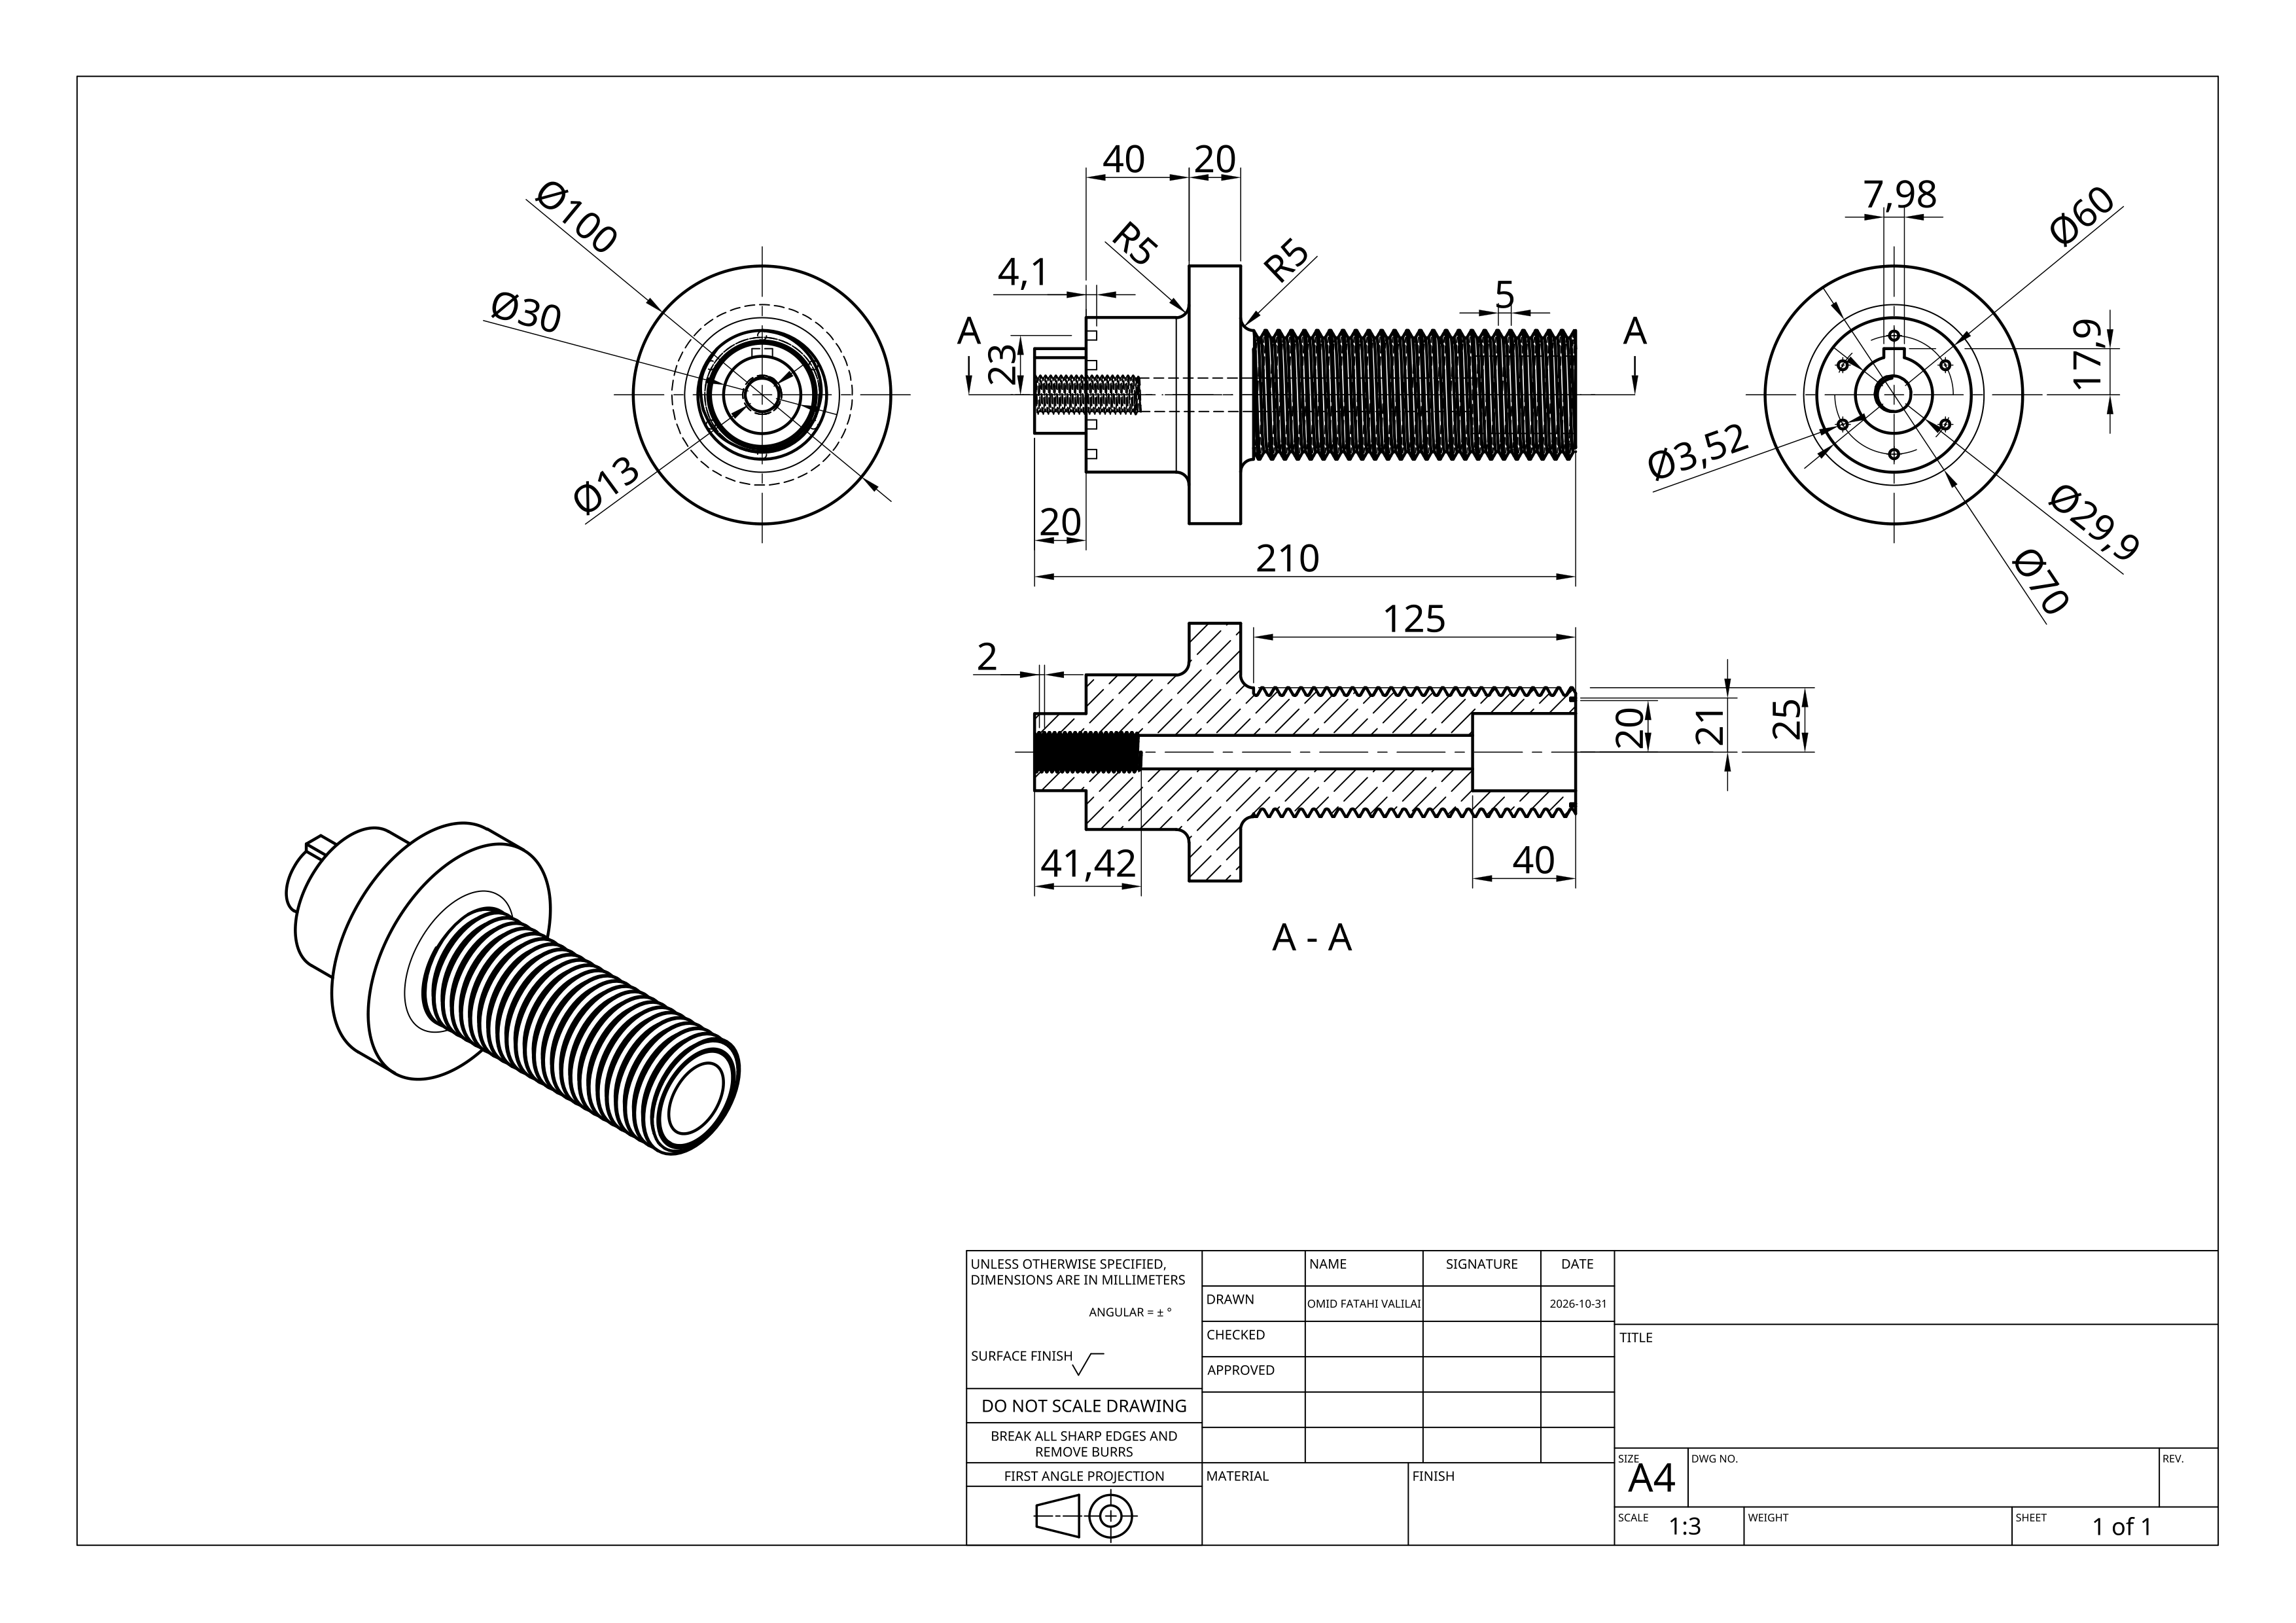 40
20
Ø100
7,98
Ø60
R5
R5
4,1
5
Ø30
A
A
23
17,9
Ø13
Ø3,52
20
210
Ø29,9
Ø70
125
2
20
21
25
41,42
40
A - A
UNLESS OTHERWISE SPECIFIED,
DIMENSIONS ARE IN MILLIMETERS
ANGULAR = ± °
SURFACE FINISH
DO NOT SCALE DRAWING
BREAK ALL SHARP EDGES AND
REMOVE BURRS
FIRST ANGLE PROJECTION
NAME
SIGNATURE
DATE
DRAWN
OMID FATAHI VALILAI
2026-10-31
CHECKED
APPROVED
MATERIAL
FINISH
TITLE
SIZE
A4
DWG NO.
REV.
SCALE
1:3
WEIGHT
SHEET
1 of 1